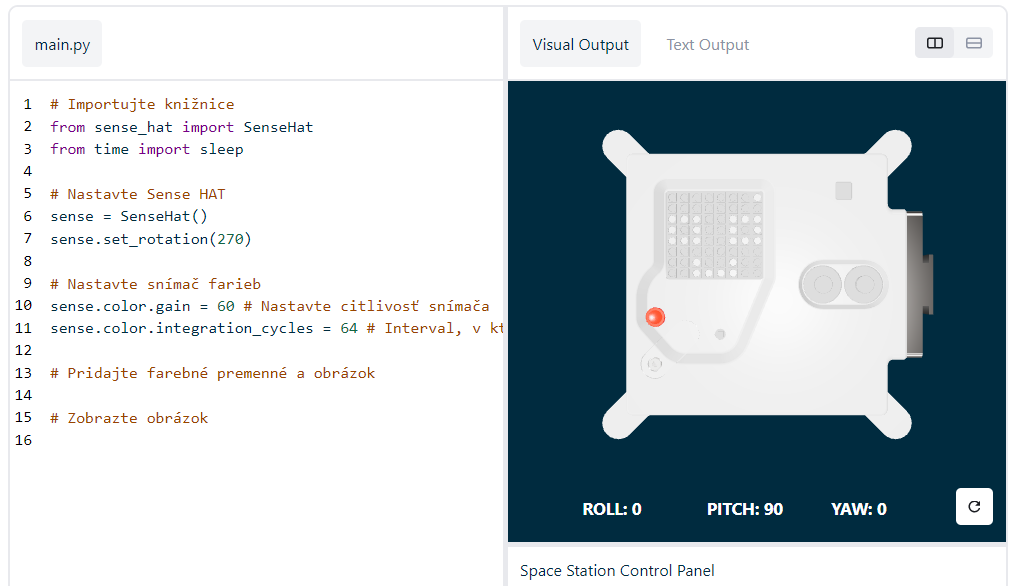 main.py
1 # Importujte knižnice
2 from sense_hat import SenseHat
3 from time import sleep
4
5 # Nastavte Sense HAT
6 sense = SenseHat()
7 sense.set_rotation(270)
8
9 # Nastavte snímač farieb
10 sense.color.gain = 60 # Nastavte citlivosť snímača
11 sense.color.integration_cycles = 64 # Interval, v
12
13 # Pridajte farebné premenné a obrázok
14
15 # Zobrazte obrázok
16
Visual Output Text Output
ROLL: 0 PITCH: 90 YAW: 0
Space Station Control Panel